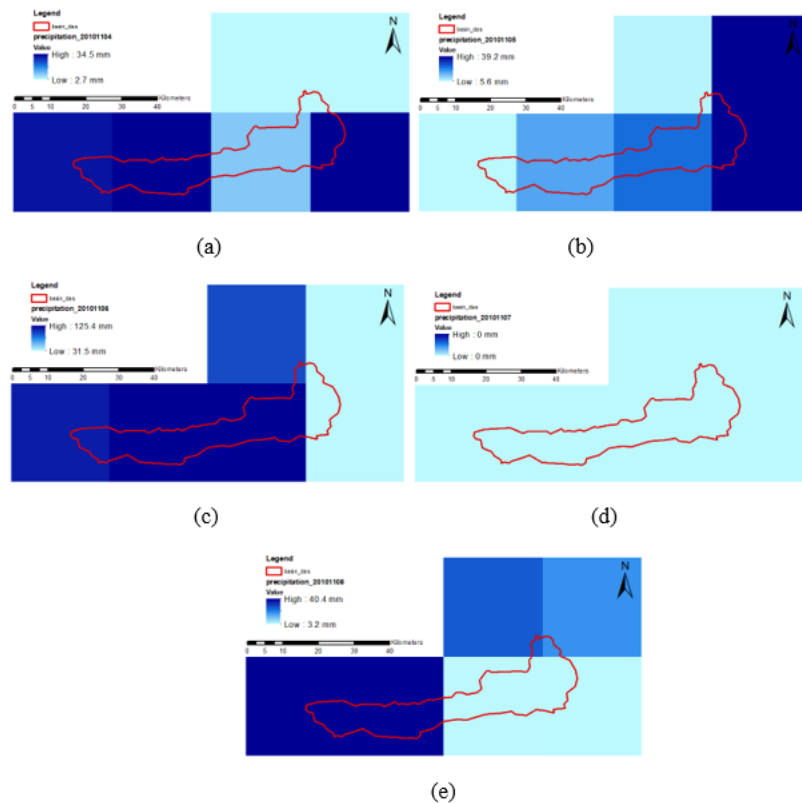 Legend
basin_des
precipitation_20101104
Value
High : 34.5 mm
Low : 2.7 mm
N
Kilometers
0 5 10 20 30 40
(a)
Legend
basin_des
precipitation_20101105
Value
High : 39.2 mm
Low : 5.6 mm
N
Kilometers
0 5 10 20 30 40
(b)
Legend
basin_des
precipitation_20101106
Value
High : 125.4 mm
Low : 31.5 mm
N
Kilometers
0 5 10 20 30 40
(c)
Legend
basin_des
precipitation_20101107
Value
High : 0 mm
Low : 0 mm
N
Kilometers
0 5 10 20 30 40
(d)
Legend
basin_des
precipitation_20101108
Value
High : 40.4 mm
Low : 3.2 mm
N
Kilometers
0 5 10 20 30 40
(e)